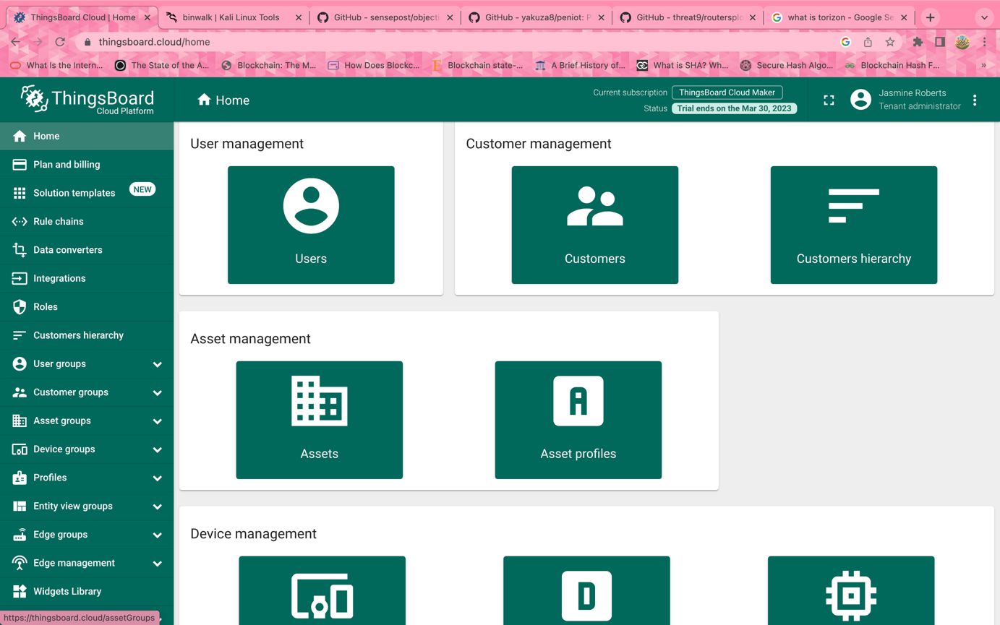 ThingsBoard Cloud | Home
binwalk | Kali Linux Tools
GitHub - sensepost/objecti
GitHub - yakuza8/peniot: P
GitHub - threat9/routersplo
what is torizon - Google Se
thingsboard.cloud/home
What Is the Intern...
The State of the A...
Blockchain: The M...
How Does Blockc...
Blockchain state-...
A Brief History of...
What is SHA? Wh...
Secure Hash Algo...
Blockchain Hash F...
»
ThingsBoard
Cloud Platform
Home
Current subscription
ThingsBoard Cloud Maker
Status
Trial ends on the Mar 30, 2023
Jasmine Roberts
Tenant administrator
Home
Plan and billing
Solution templates
NEW
Rule chains
Data converters
Integrations
Roles
Customers hierarchy
User groups
Customer groups
Asset groups
Device groups
Profiles
Entity view groups
Edge groups
Edge management
Widgets Library
https://thingsboard.cloud/assetGroups
User management
Users
Customer management
Customers
Customers hierarchy
Asset management
Assets
A
Asset profiles
Device management
D